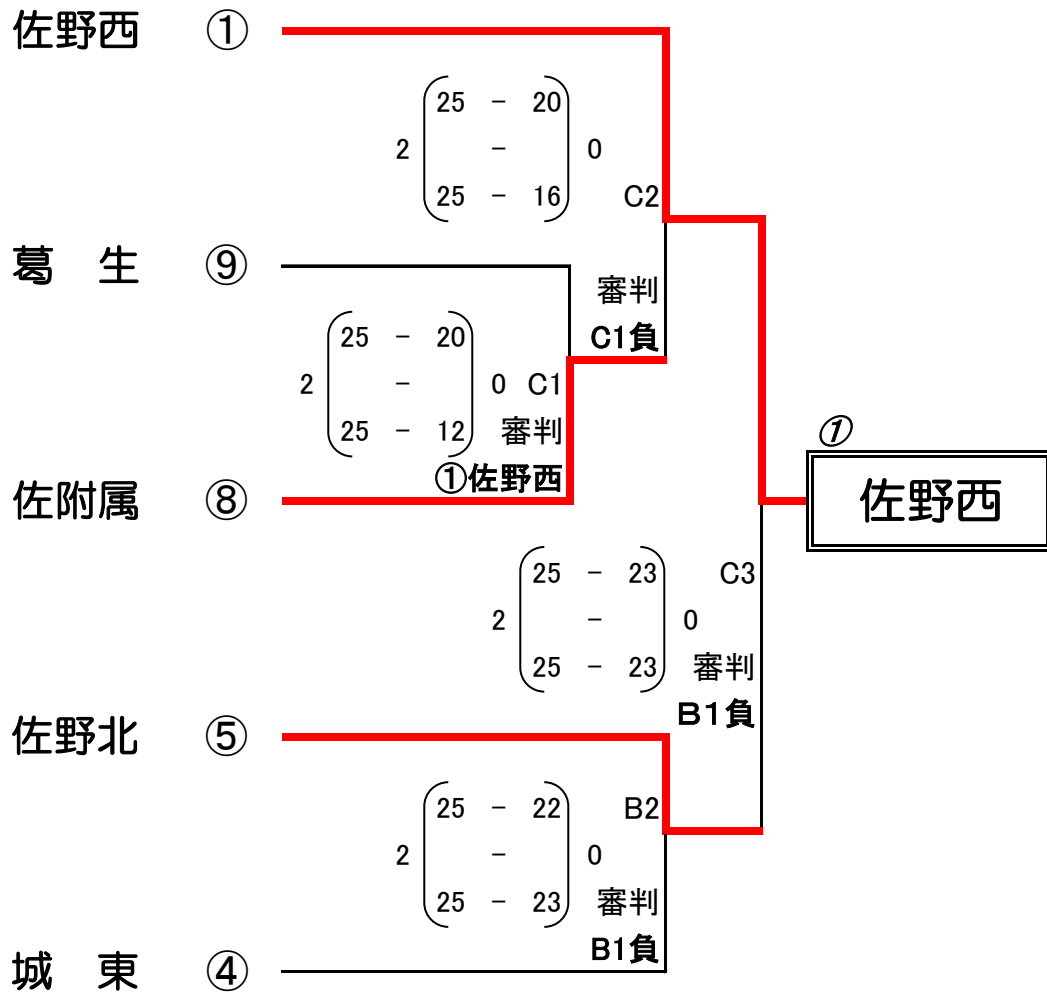 佐野西 ①
25 - 20
2 - 0
25 - 16 C2
葛 生 ⑨
審判
C1負
25 - 20
2 - 0 C1
25 - 12 審判
①佐野西
①
佐野西
佐附属 ⑧
25 - 23 C3
2 - 0
25 - 23 審判
B1負
佐野北 ⑤
25 - 22 B2
2 - 0
25 - 23 審判
B1負
城 東 ④